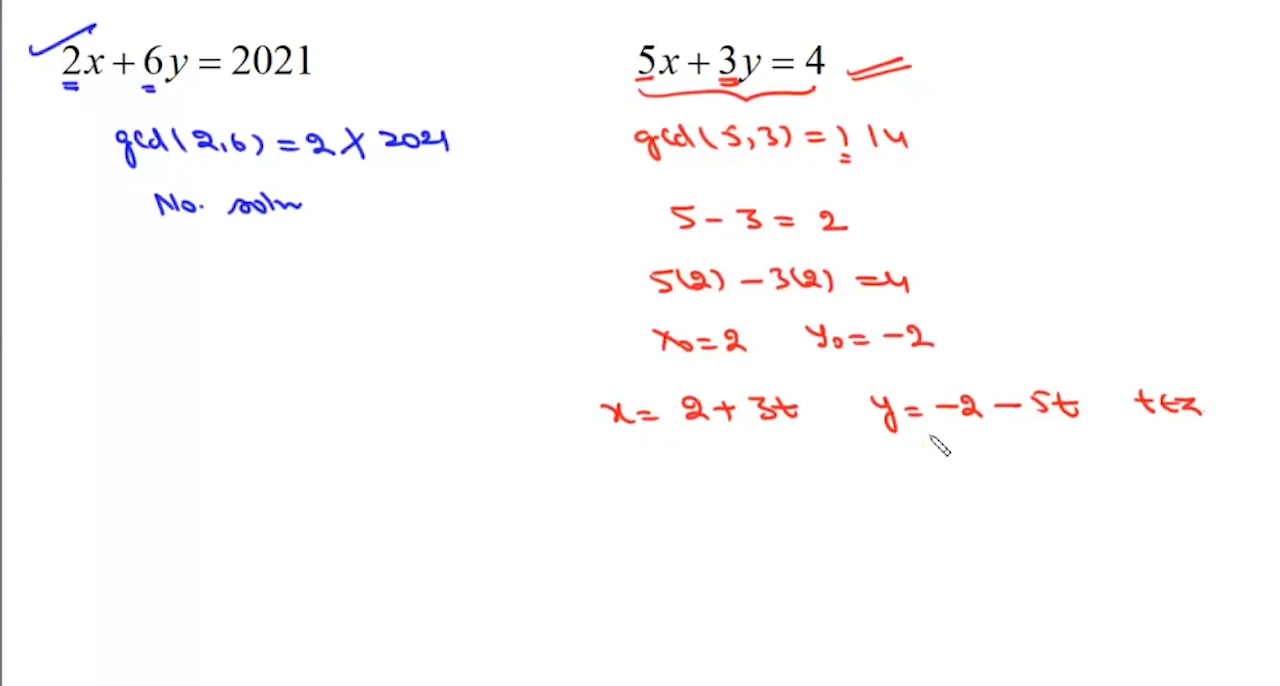 2x + 6y = 2021
gcd(2,6) = 2 ∤ 2021
No. soln
5x + 3y = 4
gcd(5,3) = 1 | 4
5 - 3 = 2
5(2) - 3(2) = 4
x₀ = 2 y₀ = -2
x = 2 + 3t y = -2 - 5t t∈Z